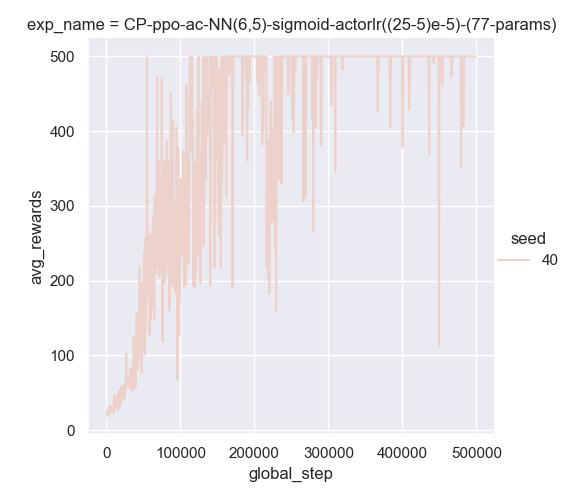 exp_name = CP-ppo-ac-NN(6,5)-sigmoid-actorlr((25-5)e-5)-(77-params)
500
400
300
200
100
0
avg_rewards
0 100000 200000 300000 400000 500000
global_step
seed
40